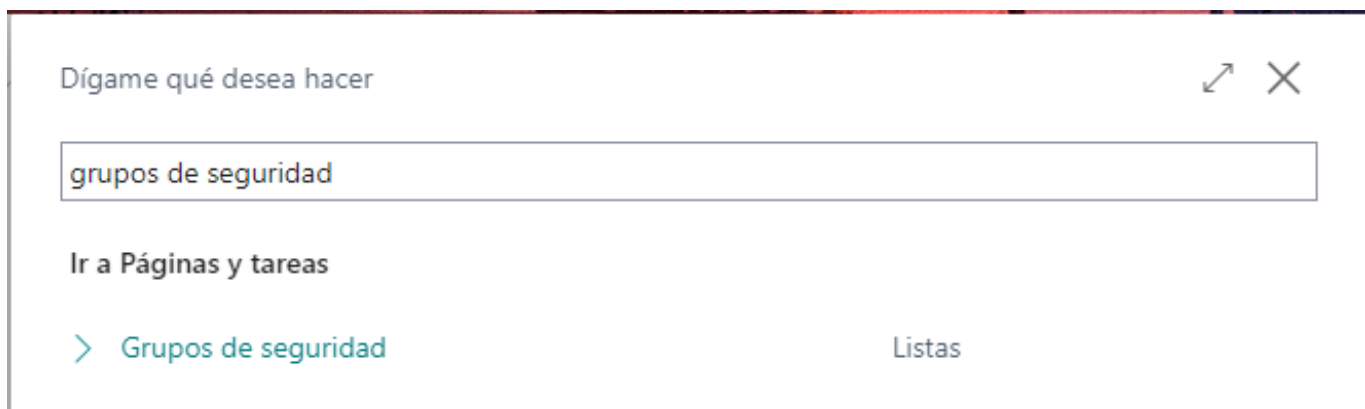 Dígame qué desea hacer
grupos de seguridad
Ir a Páginas y tareas
Grupos de seguridad Listas